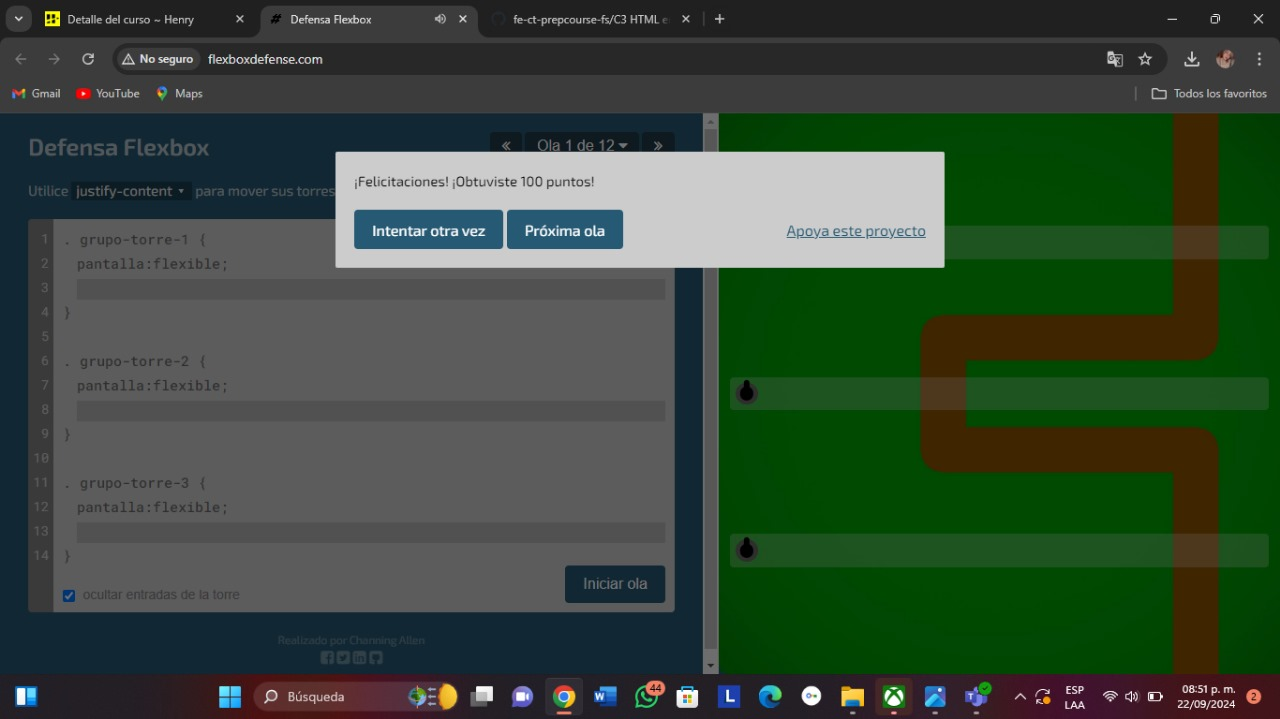 Detalle del curso ~ Henry
Defensa Flexbox
fe-ct-prepcourse-fs/C3 HTML e
No seguro
flexboxdefense.com
Gmail
YouTube
Maps
Todos los favoritos
Defensa Flexbox
« Ola 1 de 12 »
Utilice justify-content para mover sus torres
¡Felicitaciones! ¡Obtuviste 100 puntos!
Intentar otra vez
Próxima ola
Apoya este proyecto
1 . grupo-torre-1 {
2 pantalla:flexible;
3
4 }
5
6 . grupo-torre-2 {
7 pantalla:flexible;
8
9 }
10
11 . grupo-torre-3 {
12 pantalla:flexible;
13
14 }
ocultar entradas de la torre
Iniciar ola
Realizado por Channing Allen
Búsqueda
44
ESP
LAA
08:51 p. m.
22/09/2024
2